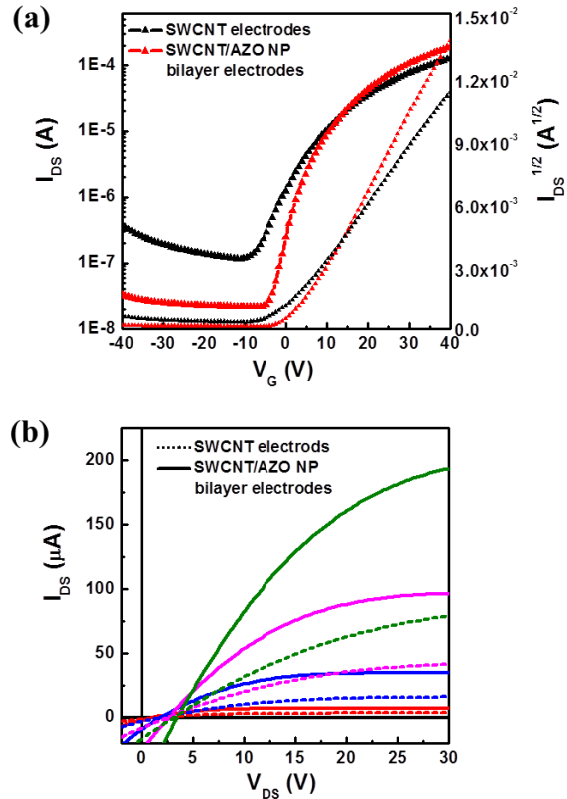 (a)
SWCNT electrodes
SWCNT/AZO NP
bilayer electrodes
1E-4
1E-5
1E-6
1E-7
1E-8
I_DS (A)
1.5x10^-2
1.2x10^-2
9.0x10^-3
6.0x10^-3
3.0x10^-3
0.0
I_DS^1/2 (A^1/2)
-40 -30 -20 -10 0 10 20 30 40
V_G (V)
(b)
SWCNT electrods
SWCNT/AZO NP
bilayer electrodes
200
150
100
50
0
I_DS (μA)
0 5 10 15 20 25 30
V_DS (V)